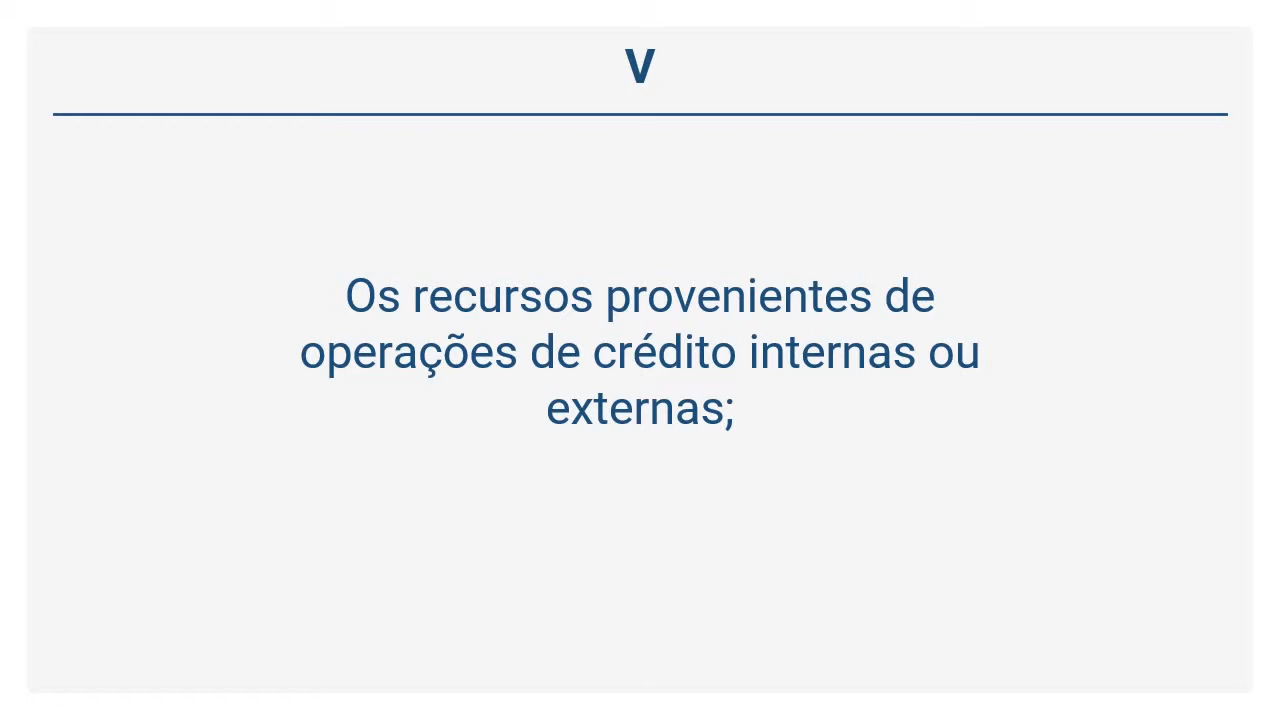 V
Os recursos provenientes de
operações de crédito internas ou
externas;